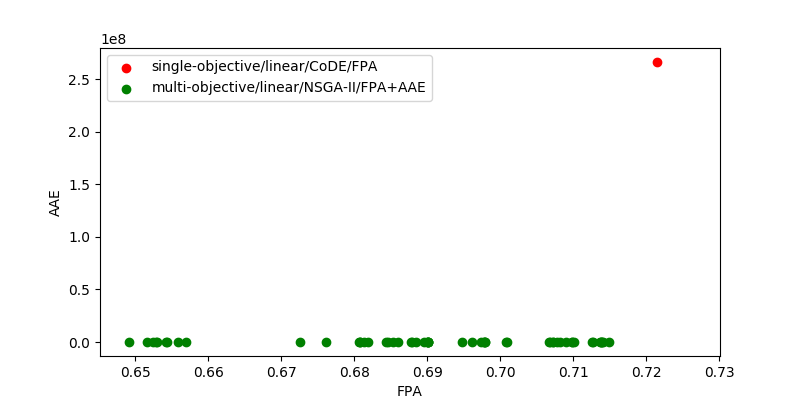 1e8
single-objective/linear/CoDE/FPA
multi-objective/linear/NSGA-II/FPA+AAE
2.5
2.0
1.5
1.0
0.5
0.0
AAE
0.65 0.66 0.67 0.68 0.69 0.70 0.71 0.72 0.73
FPA